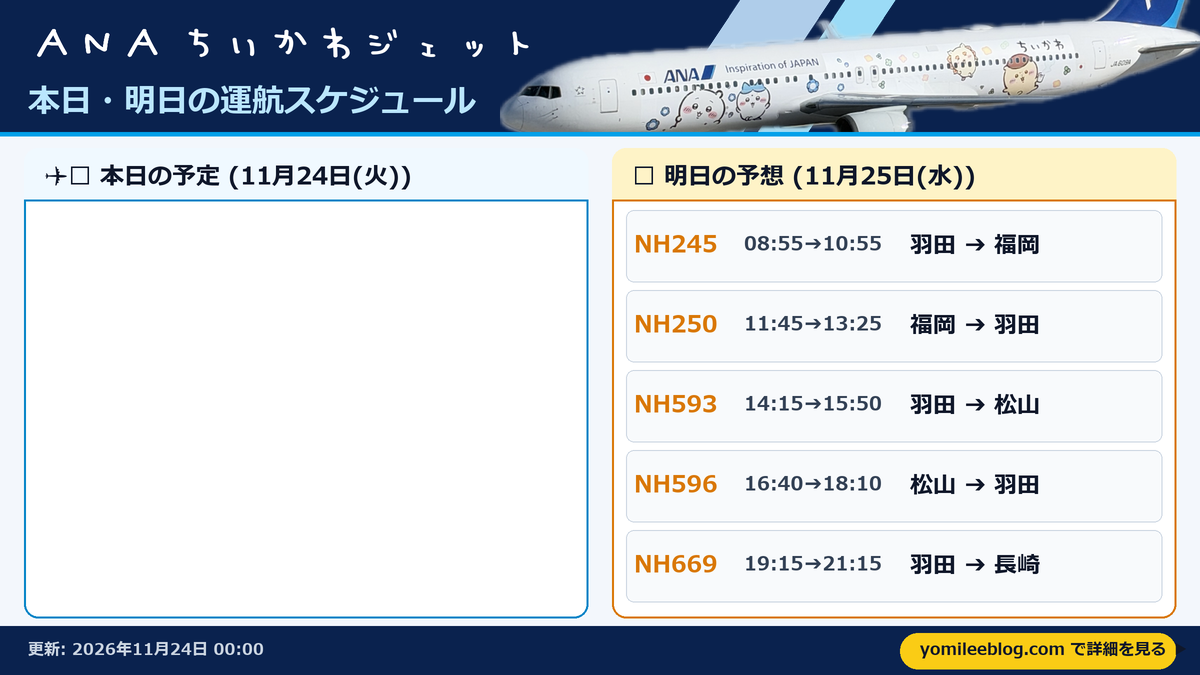 ANA ちいかわジェット
本日・明日の運航スケジュール
ANA Inspiration of JAPAN
ちいかわ
本日の予定 (11月24日(火))
明日の予想 (11月25日(水))
NH245 08:55→10:55 羽田 → 福岡
NH250 11:45→13:25 福岡 → 羽田
NH593 14:15→15:50 羽田 → 松山
NH596 16:40→18:10 松山 → 羽田
NH669 19:15→21:15 羽田 → 長崎
更新: 2026年11月24日 00:00
yomileeblog.com で詳細を見る